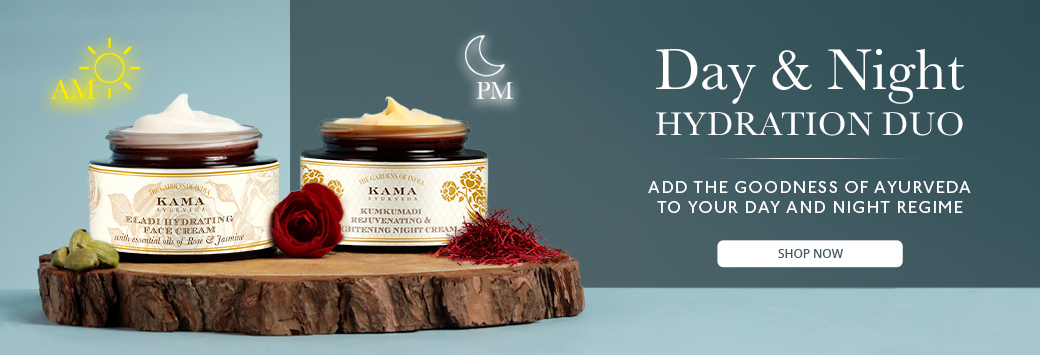 AM
PM
THE GARDENS OF INDIA
KAMA
AYURVEDA
ELADI HYDRATING
FACE CREAM
with essential oils of Rose & Jasmine
THE GARDENS OF INDIA
KAMA
AYURVEDA
KUMKUMADI
REJUVENATING &
GHTENING NIGHT CREAM
Day & Night
HYDRATION DUO
ADD THE GOODNESS OF AYURVEDA
TO YOUR DAY AND NIGHT REGIME
SHOP NOW